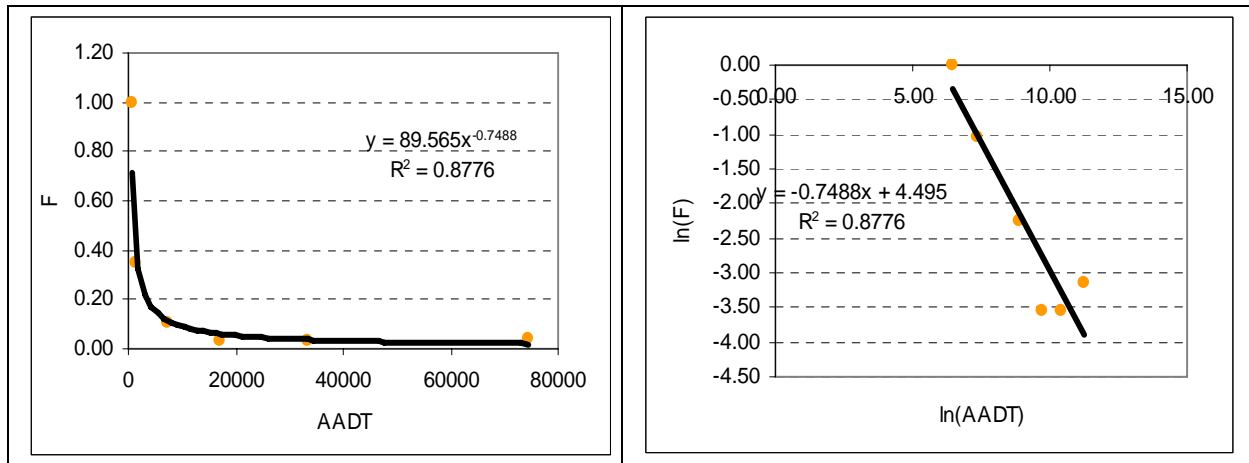 1.20
1.00
0.80
0.60
0.40
0.20
0.00
F
y = 89.565x^-0.7488
R² = 0.8776
0 20000 40000 60000 80000
AADT
0.00
-0.50
-1.00
-1.50
-2.00
-2.50
-3.00
-3.50
-4.00
-4.50
ln(F)
0.00 5.00 10.00 15.00
y = -0.7488x + 4.495
R² = 0.8776
ln(AADT)